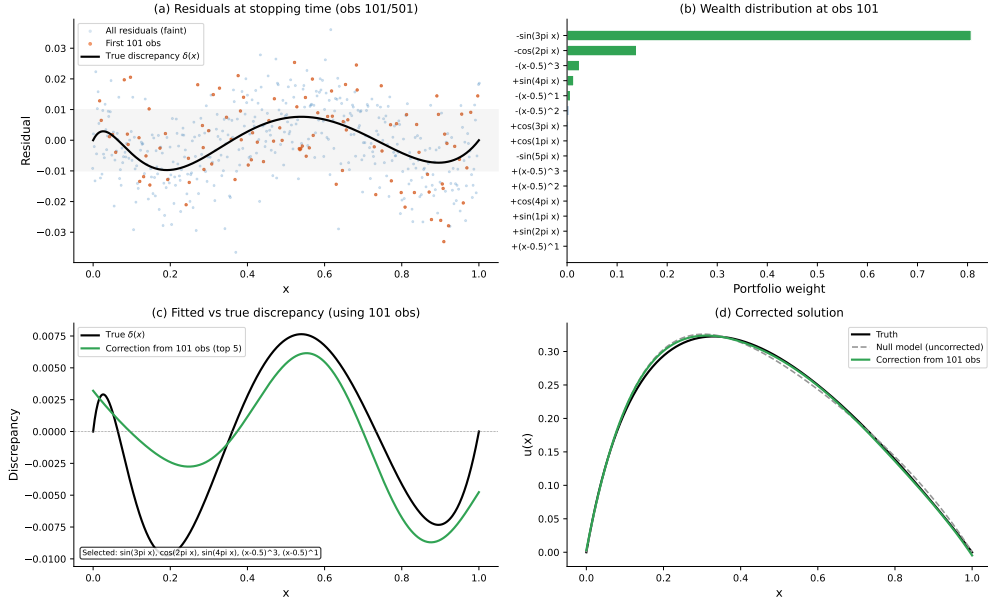 (a) Residuals at stopping time (obs 101/501)
All residuals (faint)
First 101 obs
True discrepancy δ(x)
0.03
0.02
0.01
0.00
−0.01
−0.02
−0.03
Residual
0.0 0.2 0.4 0.6 0.8 1.0
x
(b) Wealth distribution at obs 101
-sin(3pi x)
-cos(2pi x)
-(x-0.5)^3
+sin(4pi x)
-(x-0.5)^1
-(x-0.5)^2
+cos(3pi x)
+cos(1pi x)
-sin(5pi x)
+(x-0.5)^3
+(x-0.5)^2
+cos(4pi x)
+sin(1pi x)
+sin(2pi x)
+(x-0.5)^1
0.0 0.1 0.2 0.3 0.4 0.5 0.6 0.7 0.8
Portfolio weight
(c) Fitted vs true discrepancy (using 101 obs)
True δ(x)
Correction from 101 obs (top 5)
0.0075
0.0050
0.0025
0.0000
−0.0025
−0.0050
−0.0075
−0.0100
Discrepancy
Selected: sin(3pi x), cos(2pi x), sin(4pi x), (x-0.5)^3, (x-0.5)^1
0.0 0.2 0.4 0.6 0.8 1.0
x
(d) Corrected solution
Truth
Null model (uncorrected)
Correction from 101 obs
0.30
0.25
0.20
0.15
0.10
0.05
0.00
u(x)
0.0 0.2 0.4 0.6 0.8 1.0
x